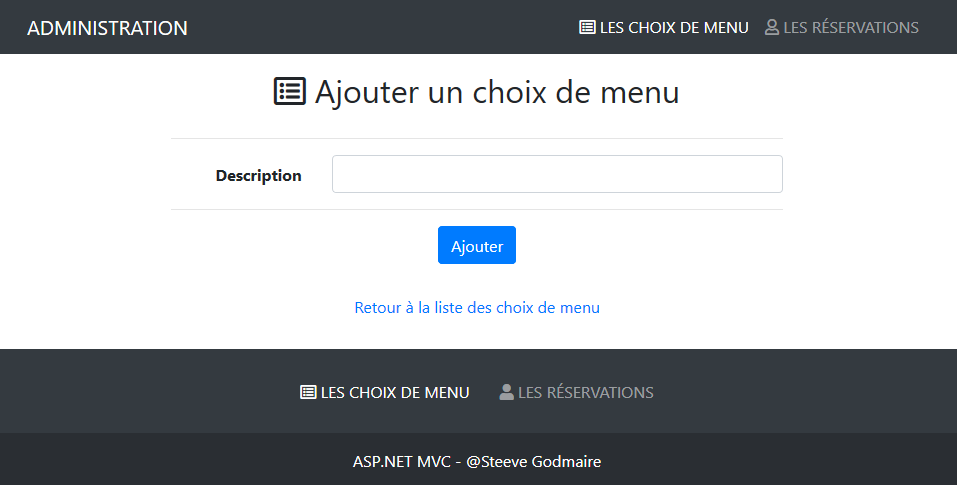 ADMINISTRATION LES CHOIX DE MENU LES RÉSERVATIONS
Ajouter un choix de menu
Description
Ajouter
Retour à la liste des choix de menu
LES CHOIX DE MENU LES RÉSERVATIONS
ASP.NET MVC - @Steeve Godmaire